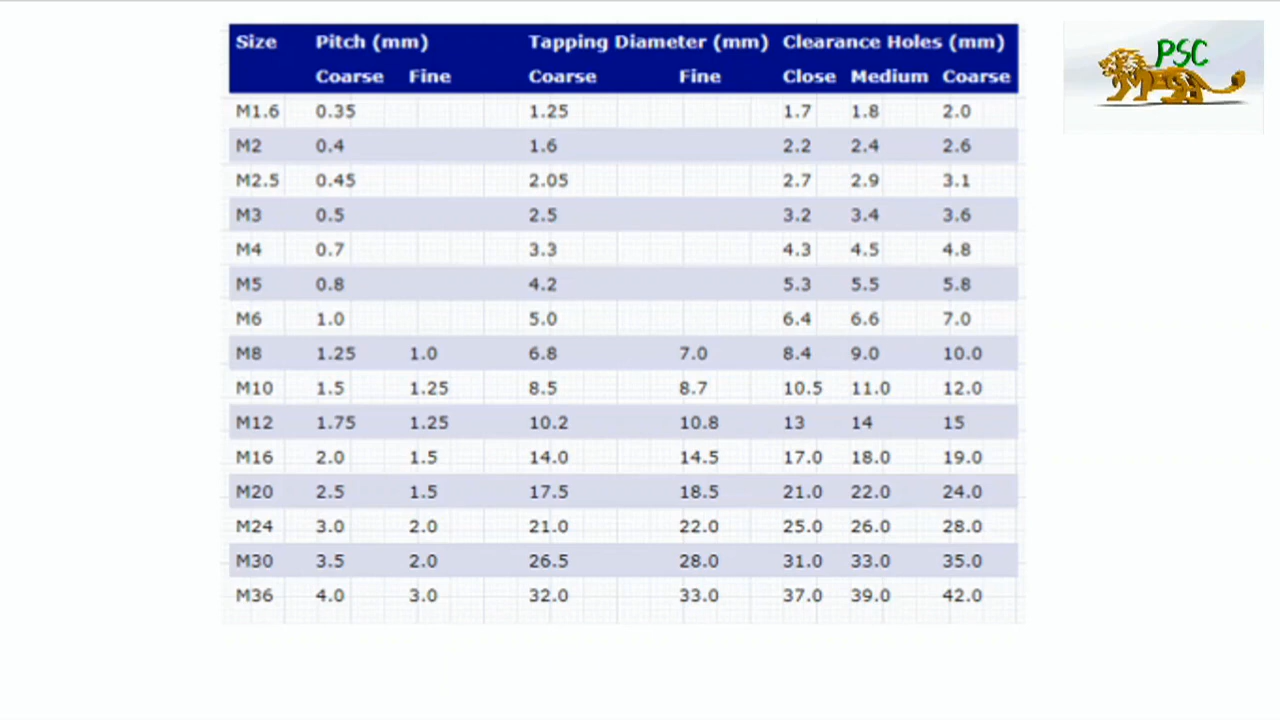 PSC
Size Pitch (mm) Tapping Diameter (mm) Clearance Holes (mm)
Coarse Fine Coarse Fine Close Medium Coarse
M1.6 0.35 1.25 1.7 1.8 2.0
M2 0.4 1.6 2.2 2.4 2.6
M2.5 0.45 2.05 2.7 2.9 3.1
M3 0.5 2.5 3.2 3.4 3.6
M4 0.7 3.3 4.3 4.5 4.8
M5 0.8 4.2 5.3 5.5 5.8
M6 1.0 5.0 6.4 6.6 7.0
M8 1.25 1.0 6.8 7.0 8.4 9.0 10.0
M10 1.5 1.25 8.5 8.7 10.5 11.0 12.0
M12 1.75 1.25 10.2 10.8 13 14 15
M16 2.0 1.5 14.0 14.5 17.0 18.0 19.0
M20 2.5 1.5 17.5 18.5 21.0 22.0 24.0
M24 3.0 2.0 21.0 22.0 25.0 26.0 28.0
M30 3.5 2.0 26.5 28.0 31.0 33.0 35.0
M36 4.0 3.0 32.0 33.0 37.0 39.0 42.0